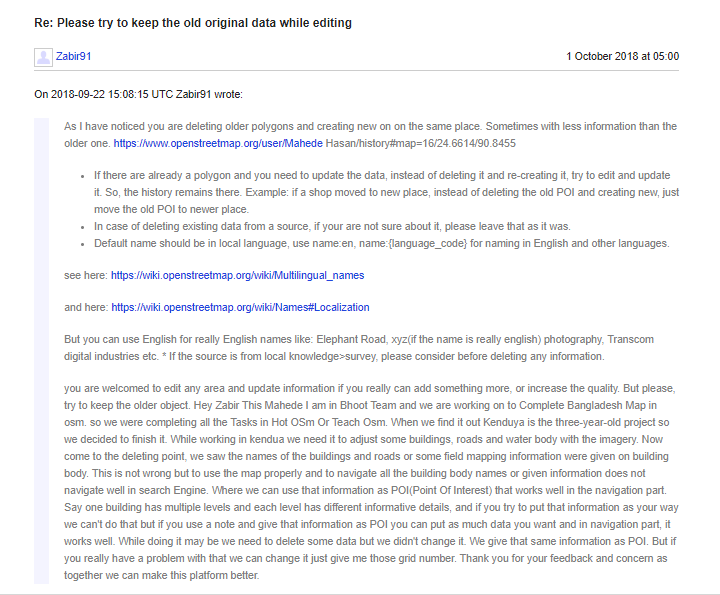 Re: Please try to keep the old original data while editing
Zabir91
1 October 2018 at 05:00
On 2018-09-22 15:08:15 UTC Zabir91 wrote:
As I have noticed you are deleting older polygons and creating new on on the same place. Sometimes with less information than the
older one. https://www.openstreetmap.org/user/Mahede Hasan/history#map=16/24.6614/90.8455
• If there are already a polygon and you need to update the data, instead of deleting it and re-creating it, try to edit and update
it. So, the history remains there. Example: if a shop moved to new place, instead of deleting the old POI and creating new, just
move the old POI to newer place.
• In case of deleting existing data from a source, if your are not sure about it, please leave that as it was.
• Default name should be in local language, use name:en, name:{language_code} for naming in English and other languages.
see here: https://wiki.openstreetmap.org/wiki/Multilingual_names
and here: https://wiki.openstreetmap.org/wiki/Names#Localization
But you can use English for really English names like: Elephant Road, xyz(if the name is really english) photography, Transcom
digital industries etc. * If the source is from local knowledge>survey, please consider before deleting any information.
you are welcomed to edit any area and update information if you really can add something more, or increase the quality. But please,
try to keep the older object. Hey Zabir This Mahede I am in Bhoot Team and we are working on to Complete Bangladesh Map in
osm. so we were completing all the Tasks in Hot OSm Or Teach Osm. When we find it out Kenduya is the three-year-old project so
we decided to finish it. While working in kendua we need it to adjust some buildings, roads and water body with the imagery. Now
come to the deleting point, we saw the names of the buildings and roads or some field mapping information were given on building
body. This is not wrong but to use the map properly and to navigate all the building body names or given information does not
navigate well in search Engine. Where we can use that information as POI(Point Of Interest) that works well in the navigation part.
Say one building has multiple levels and each level has different informative details, and if you try to put that information as your way
we can't do that but if you use a note and give that information as POI you can put as much data you want and in navigation part, it
works well. While doing it may be we need to delete some data but we didn't change it. We give that same information as POI. But if
you really have a problem with that we can change it just give me those grid number. Thank you for your feedback and concern as
together we can make this platform better.